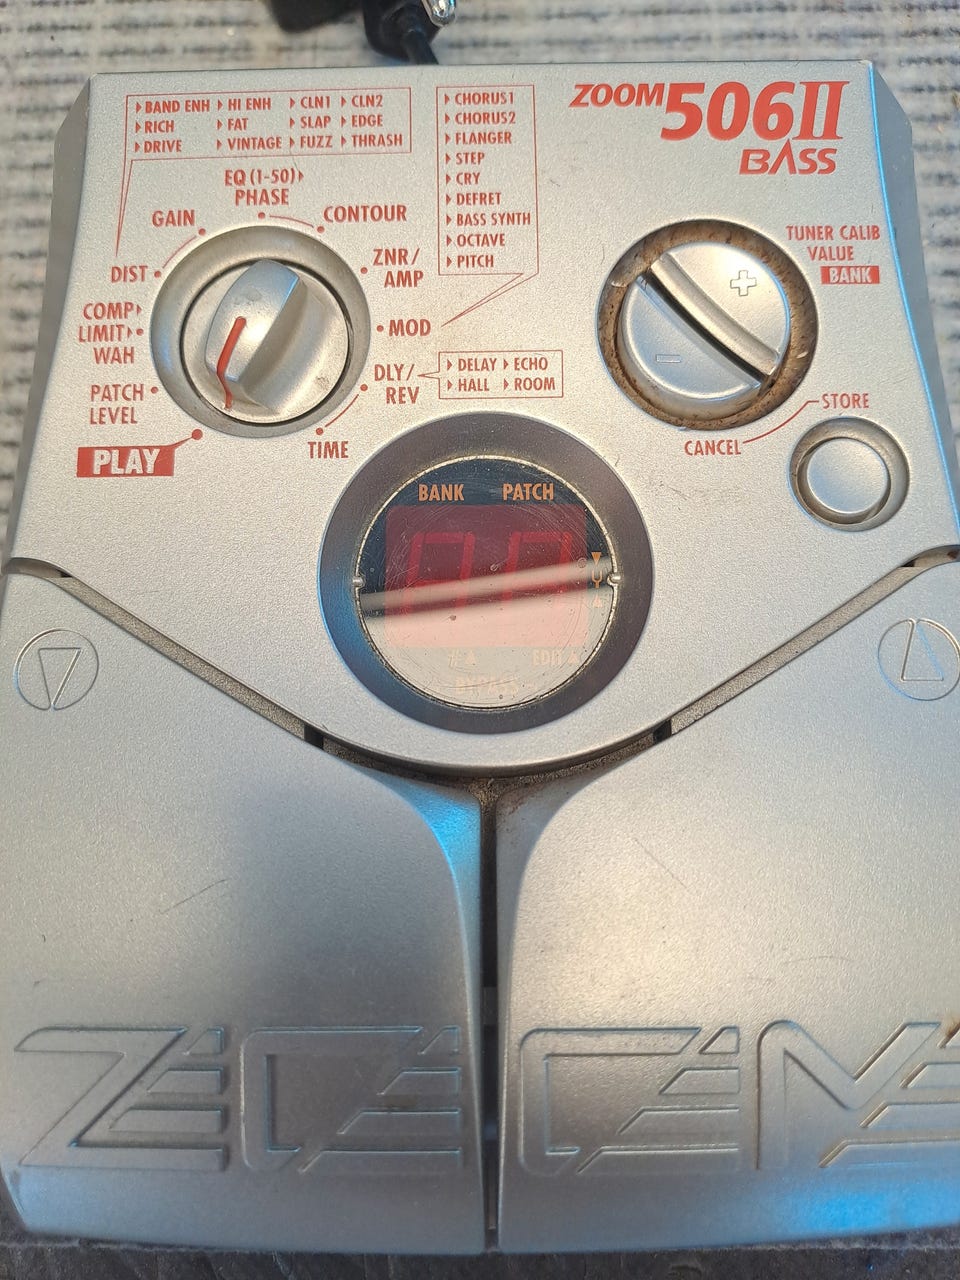 BAND ENH HI ENH CLN1 CLN2
RICH FAT SLAP EDGE
DRIVE VINTAGE FUZZ THRASH
CHORUS1
CHORUS2
FLANGER
STEP
CRY
DEFRET
BASS SYNTH
OCTAVE
PITCH
ZOOM 506II
BASS
EQ (1-50)
PHASE
GAIN
CONTOUR
DIST
ZNR/
AMP
COMP
LIMIT
WAH
MOD
PATCH
LEVEL
DLY/
REV
DELAY ECHO
HALL ROOM
PLAY
TIME
TUNER CALIB
VALUE
BANK
+
-
STORE
CANCEL
BANK PATCH
# EDIT
BYPASS
ZOOM